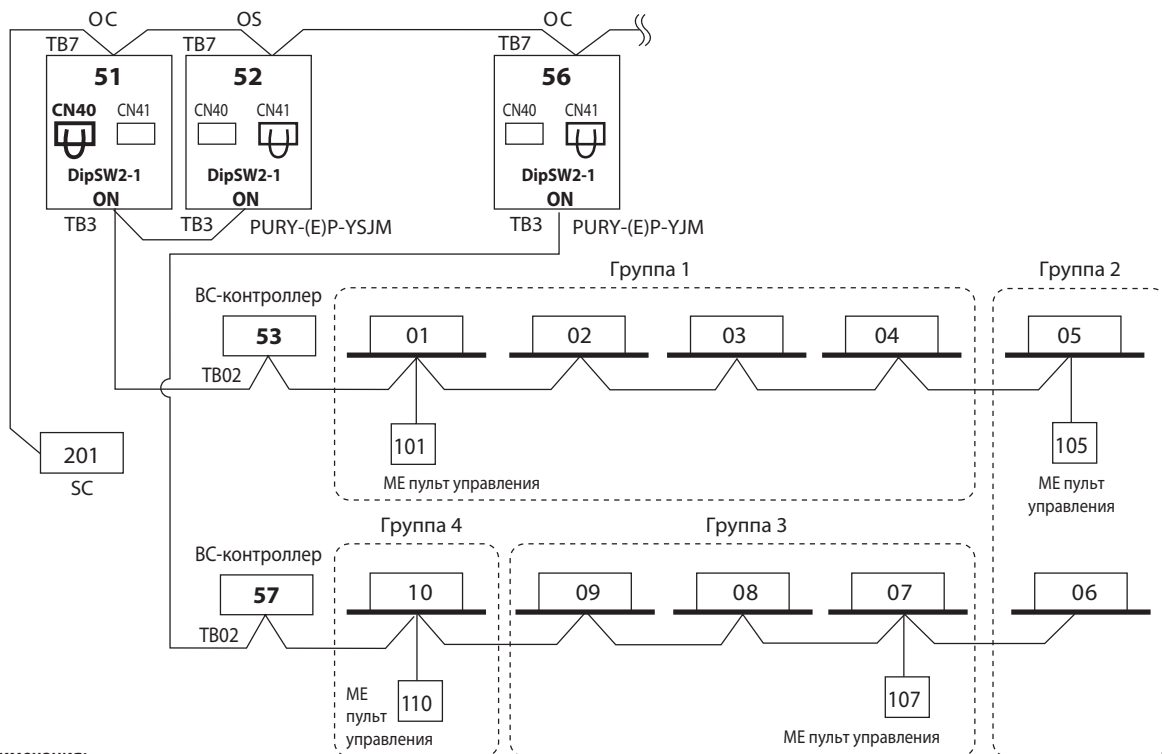 OC OS OC
TB7 TB7 TB7
51 52 56
CN40 CN41 CN40 CN41 CN40 CN41
DipSW2-1 DipSW2-1 DipSW2-1
ON ON ON
TB3 TB3 PURY-(E)P-YSJM TB3 PURY-(E)P-YJM
Группа 1 Группа 2
ВС-контроллер
53 01 02 03 04 05
TB02
101 105
201
SC
МЕ пульт управления
МЕ пульт
управления
Группа 4 Группа 3
ВС-контроллер
57 10 09 08 07 06
TB02
110 107
МЕ
пульт
управления
МЕ пульт управления